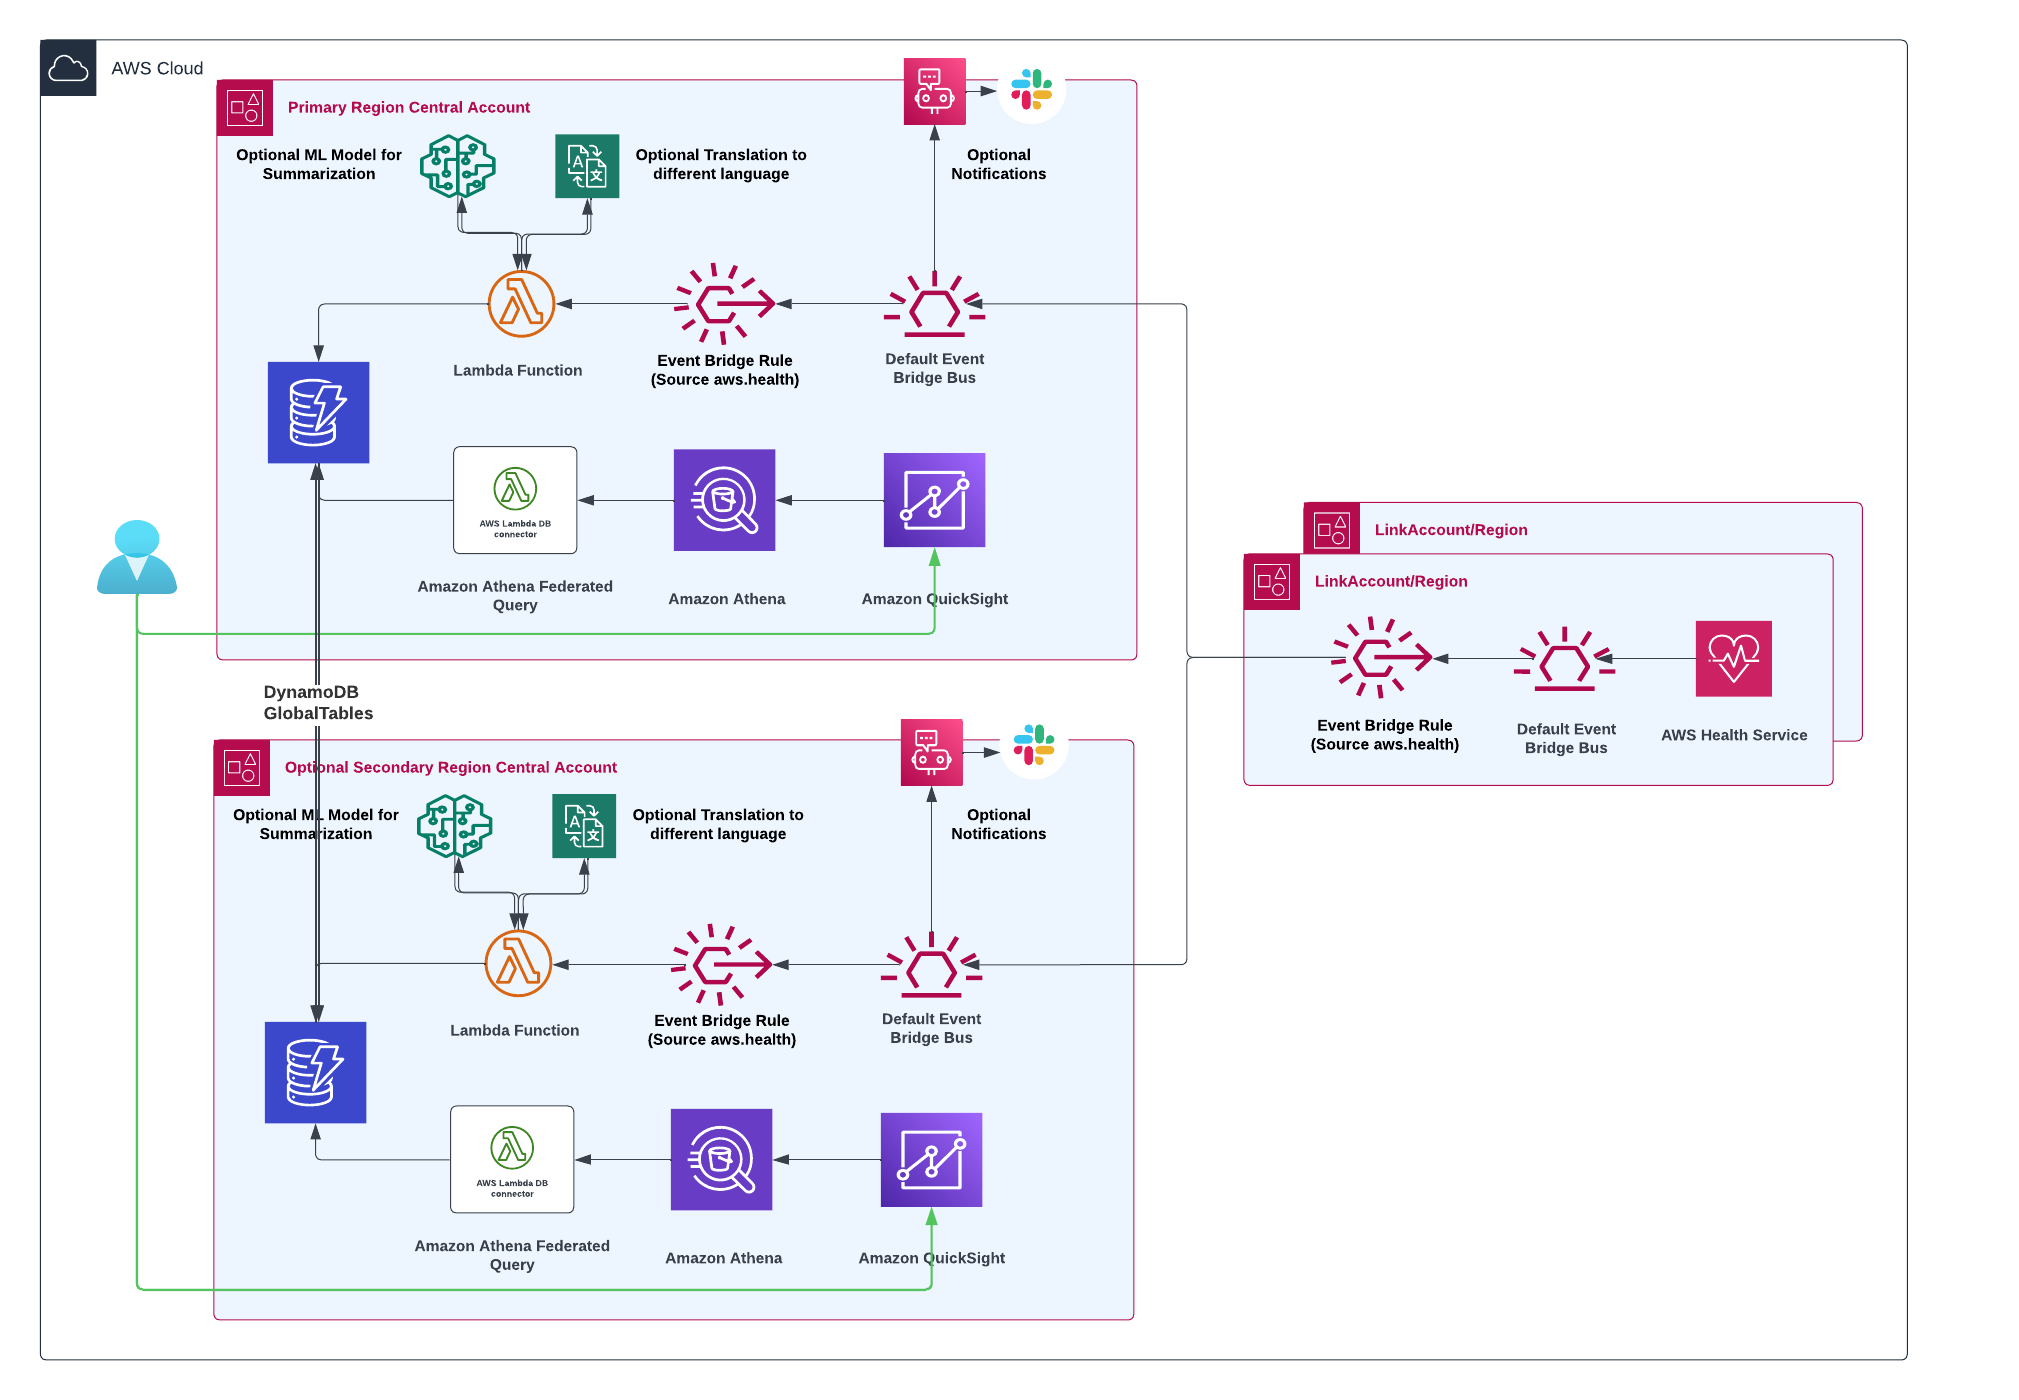 AWS Cloud
Primary Region Central Account
Optional ML Model for
Summarization
Optional Translation to
different language
Optional
Notifications
Lambda Function
Event Bridge Rule
(Source aws.health)
Default Event
Bridge Bus
AWS Lambda DB
connector
Amazon Athena Federated
Query
Amazon Athena
Amazon QuickSight
DynamoDB
GlobalTables
Optional Secondary Region Central Account
Optional ML Model for
Summarization
Optional Translation to
different language
Optional
Notifications
Lambda Function
Event Bridge Rule
(Source aws.health)
Default Event
Bridge Bus
AWS Lambda DB
connector
Amazon Athena Federated
Query
Amazon Athena
Amazon QuickSight
LinkAccount/Region
LinkAccount/Region
Event Bridge Rule
(Source aws.health)
Default Event
Bridge Bus
AWS Health Service